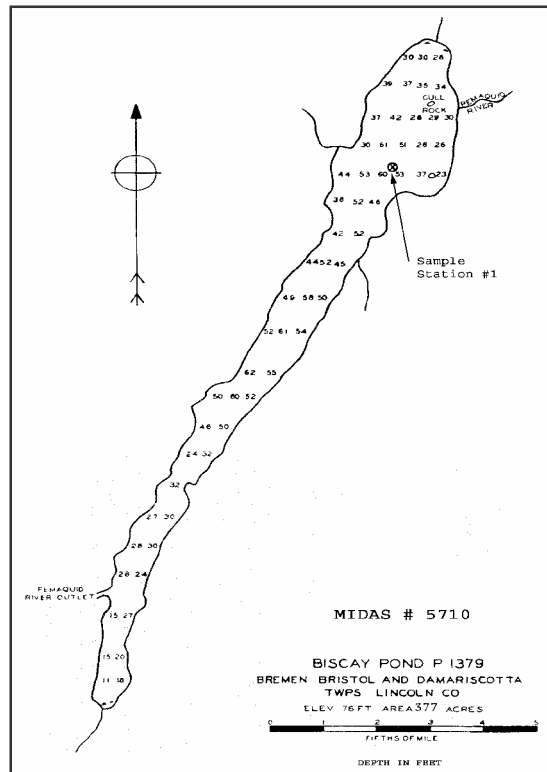 30 30 28
39 37 35 34
CULL
ROCK
PEMAQUID
RIVER
37 42 28 29 30
30 61 51 28 26
44 53 60 53 37 23
38 52 46
42 52
Sample
Station #1
44 52 45
49 58 50
52 61 54
62 55
50 60 52
46 50
24 52
32
27 30
28 30
26 24
PEMAQUID
RIVER OUTLET
15 27
15 20
11 18
MIDAS # 5710
BISCAY POND P 1379
BREMEN BRISTOL AND DAMARISCOTTA
TWPS LINCOLN CO
ELEV 76 FT AREA 377 ACRES
0 1 2 3 4 5
FIFTHS OF MILE
DEPTH IN FEET